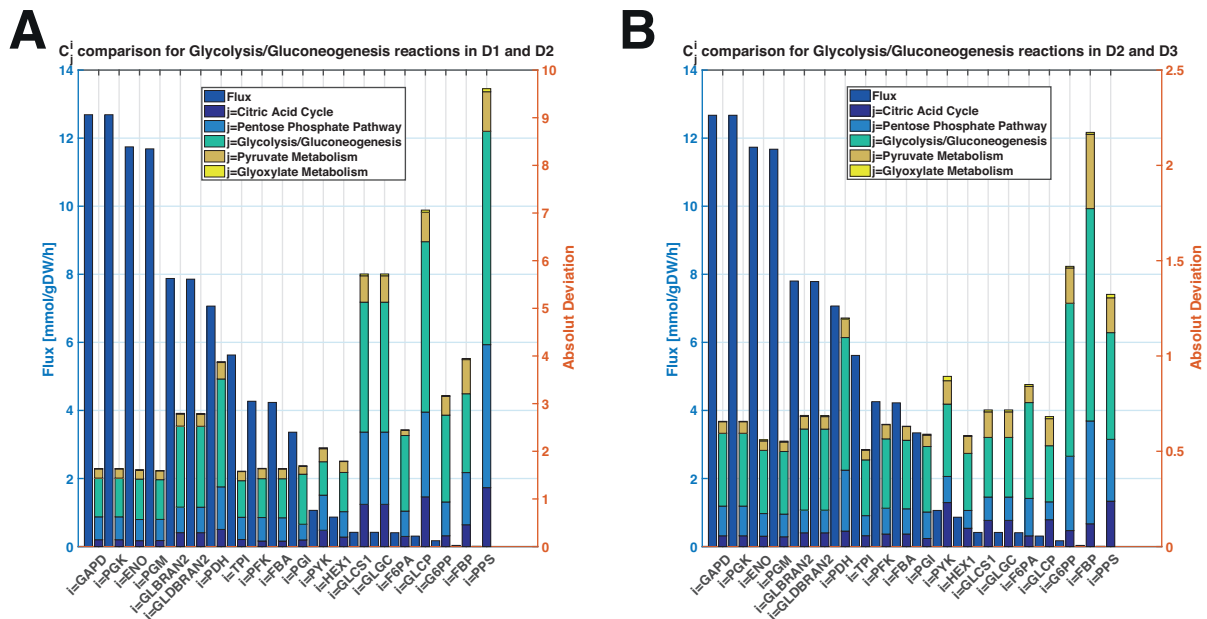 A
C i j comparison for Glycolysis/Gluconeogenesis reactions in D1 and D2
Flux
j=Citric Acid Cycle
j=Pentose Phosphate Pathway
j=Glycolysis/Gluconeogenesis
j=Pyruvate Metabolism
j=Glyoxylate Metabolism
Flux [mmol/gDW/h]
14
12
10
8
6
4
2
0
Absolut Deviation
10
9
8
7
6
5
4
3
2
1
0
i=GAPD
i=PGK
i=ENO
i=PGM
i=GLBRAN2
i=GLDBRAN2
i=PDH
i=TPI
i=PFK
i=FBA
i=PGI
i=PYK
i=HEX1
i=GLCS1
i=GLGC
i=F6PA
i=GLCP
i=G6PP
i=FBP
i=PPS
B
C i j comparison for Glycolysis/Gluconeogenesis reactions in D2 and D3
Flux
j=Citric Acid Cycle
j=Pentose Phosphate Pathway
j=Glycolysis/Gluconeogenesis
j=Pyruvate Metabolism
j=Glyoxylate Metabolism
Flux [mmol/gDW/h]
14
12
10
8
6
4
2
0
Absolut Deviation
2.5
2
1.5
1
0.5
0
i=GAPD
i=PGK
i=ENO
i=PGM
i=GLBRAN2
i=GLDBRAN2
i=PDH
i=TPI
i=PFK
i=FBA
i=PGI
i=PYK
i=HEX1
i=GLCS1
i=GLGC
i=F6PA
i=GLCP
i=G6PP
i=FBP
i=PPS